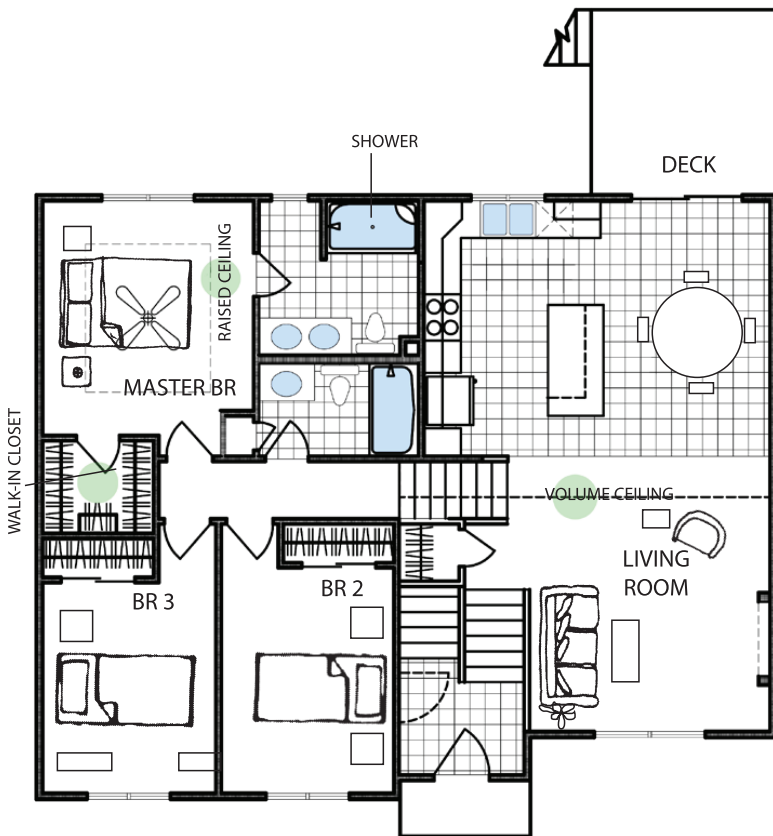 SHOWER
DECK
RAISED CEILING
MASTER BR
WALK-IN CLOSET
VOLUME CEILING
LIVING
ROOM
BR 3
BR 2